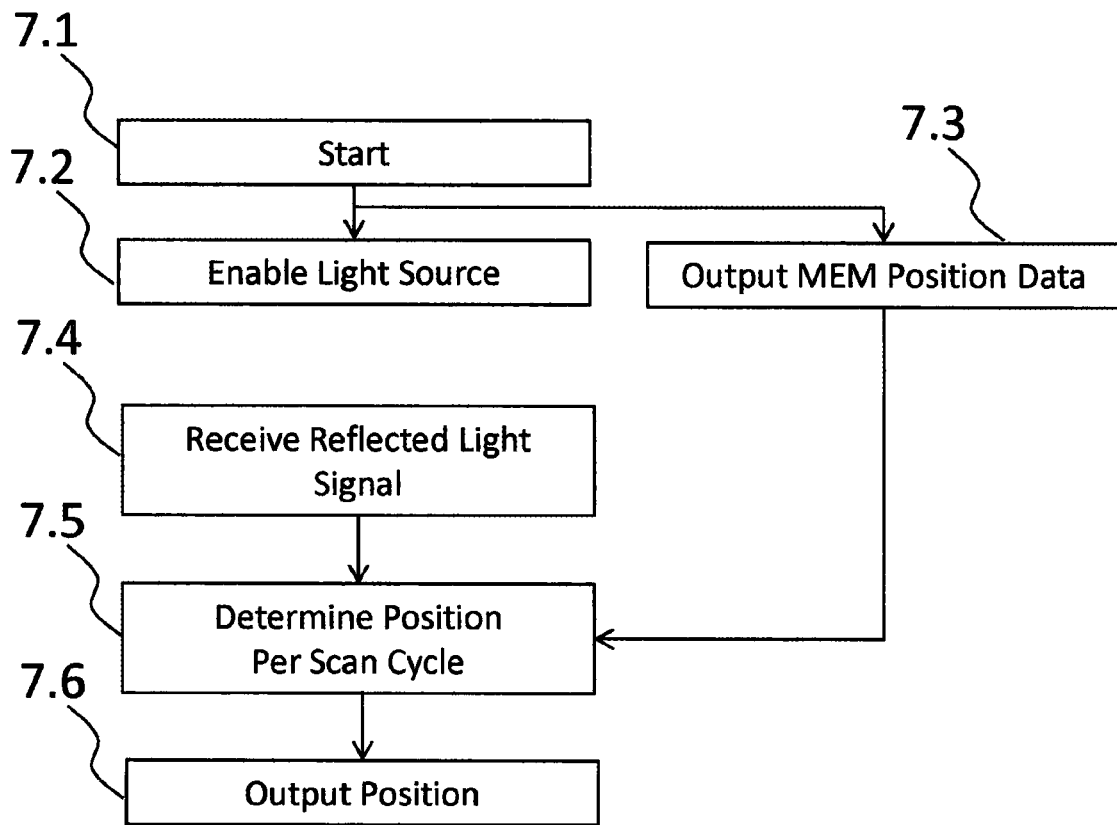 7.1
Start
7.2
7.3
Enable Light Source
Output MEM Position Data
7.4
Receive Reflected Light
Signal
7.5
Determine Position
Per Scan Cycle
7.6
Output Position